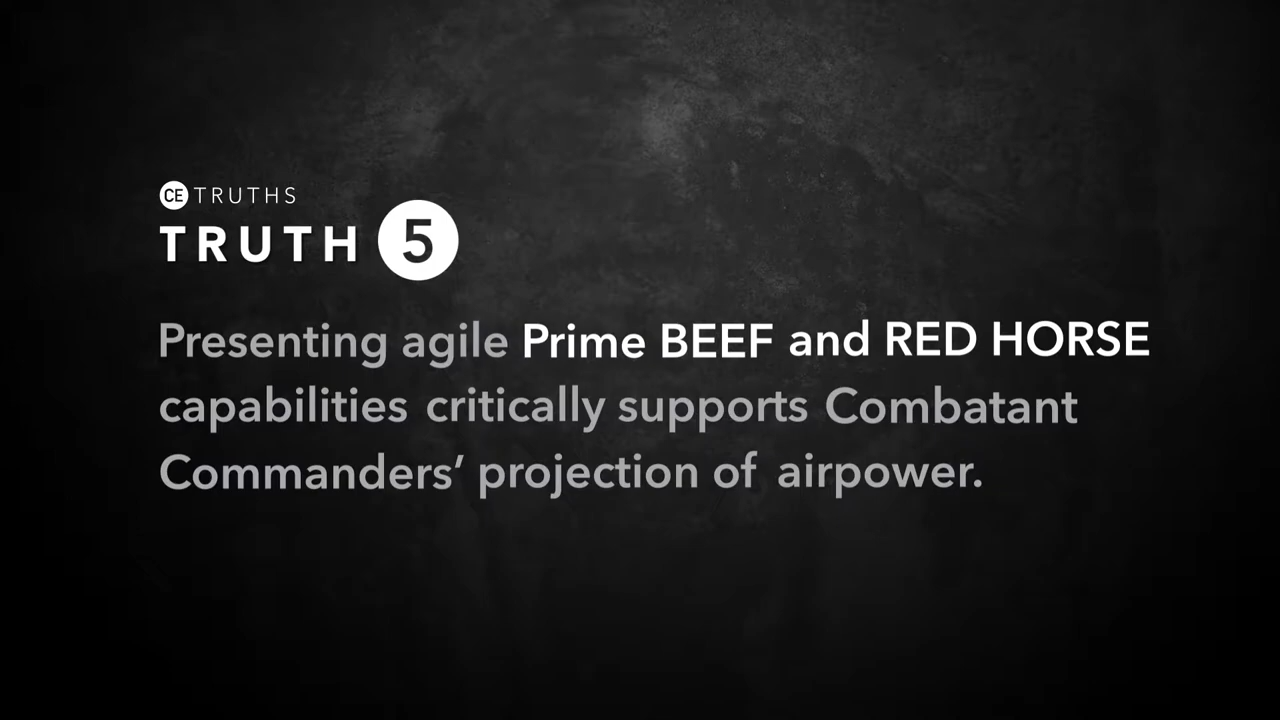 CE TRUTHS
TRUTH 5
Presenting agile Prime BEEF and RED HORSE
capabilities critically supports Combatant
Commanders’ projection of airpower.